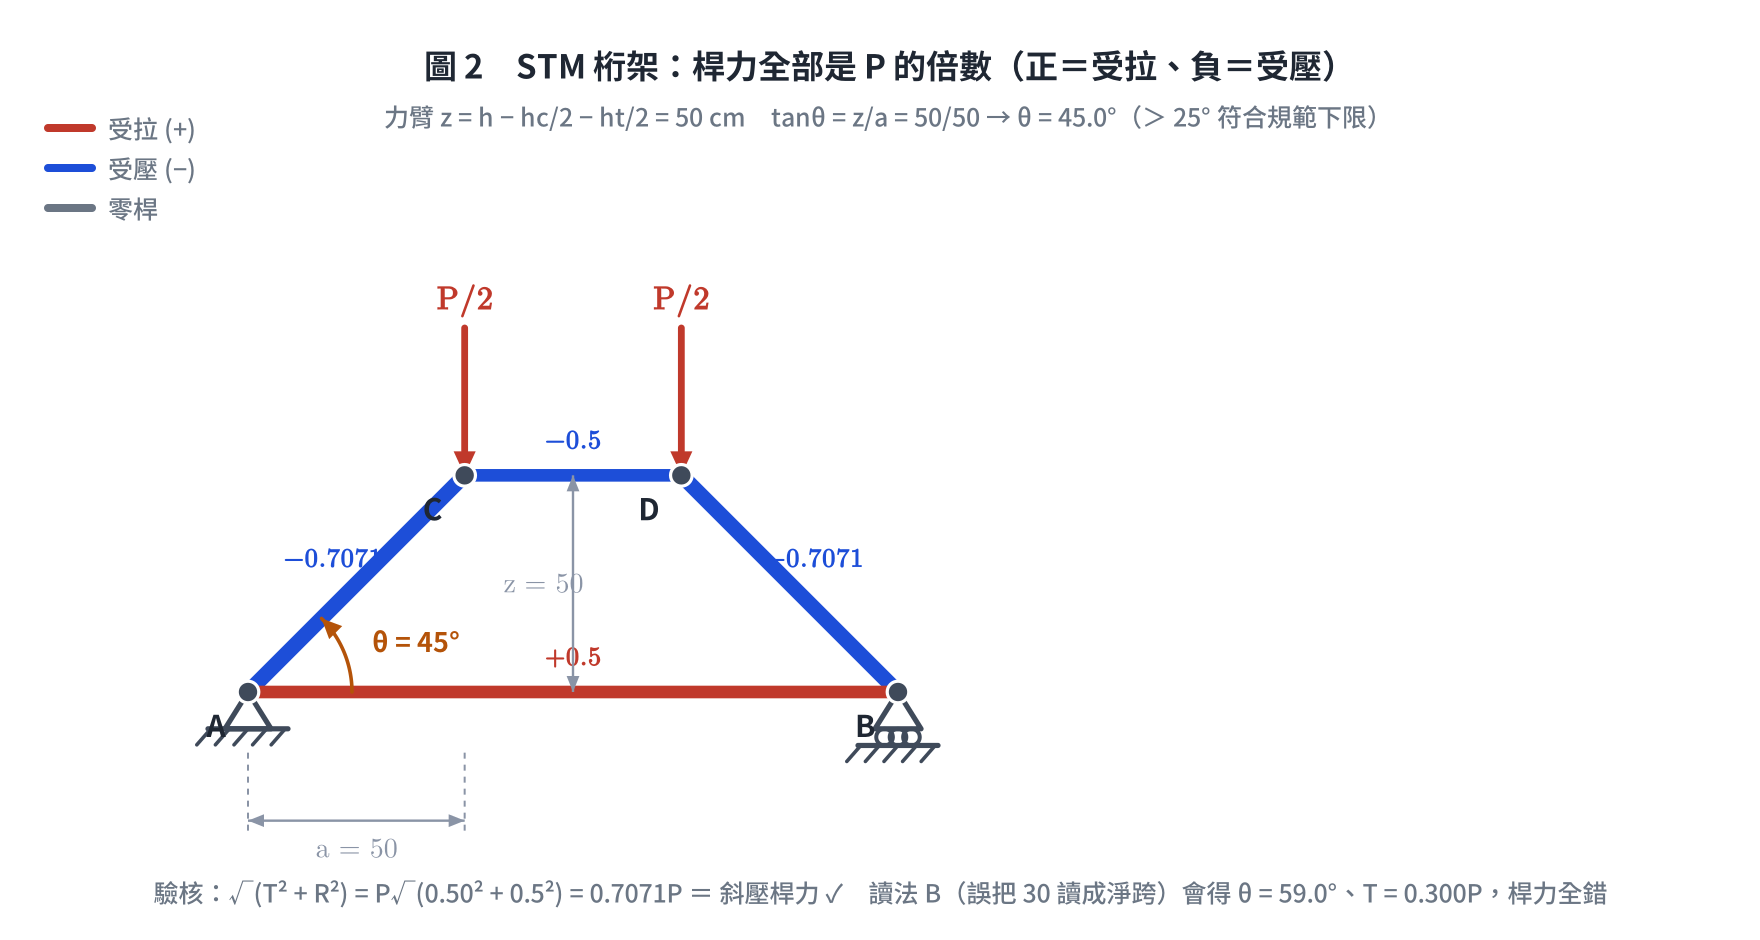 圖 2　STM 桁架：桿力全部是 P 的倍數（正＝受拉、負＝受壓）
力臂 z = h − hc/2 − ht/2 = 50 cm　tanθ = z/a = 50/50 → θ = 45.0°（＞ 25° 符合規範下限）
受拉 (+)
受壓 (−)
零桿
P/2
P/2
−0.5
C
D
−0.7071
−0.7071
z = 50
θ = 45°
+0.5
A
B
a = 50
驗核：√(T² + R²) = P√(0.50² + 0.5²) = 0.7071P ＝ 斜壓桿力 ✓　讀法 B（誤把 30 讀成淨跨）會得 θ = 59.0°、T = 0.300P，桿力全錯